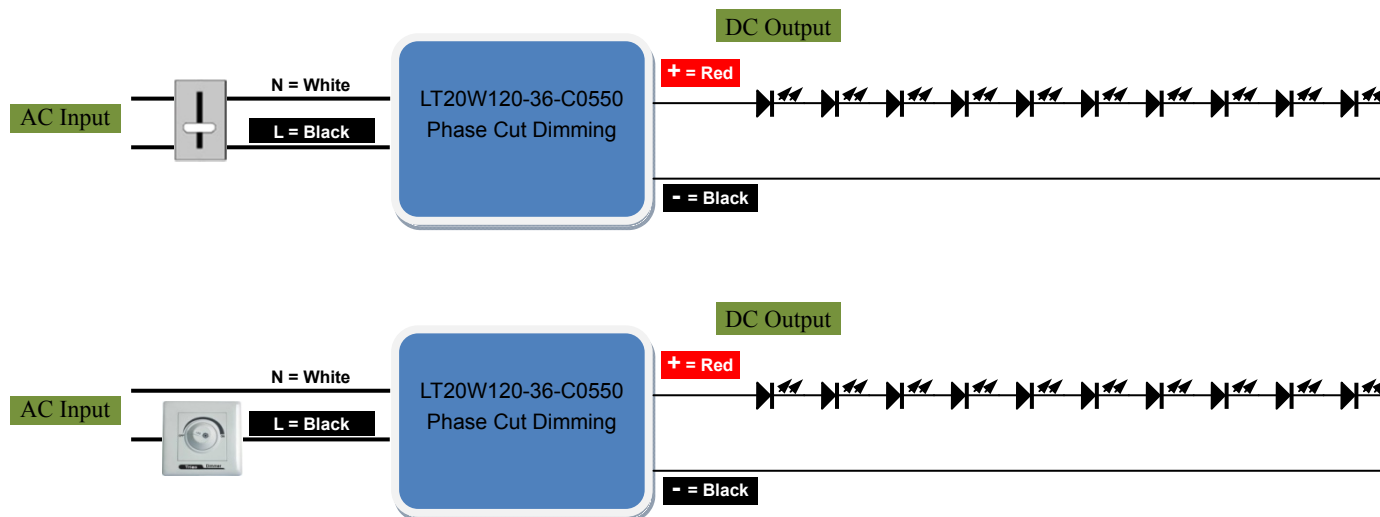 DC Output
+ = Red
N = White
AC Input
LT20W120-36-C0550
Phase Cut Dimming
L = Black
- = Black
DC Output
+ = Red
N = White
AC Input
LT20W120-36-C0550
Phase Cut Dimming
L = Black
- = Black